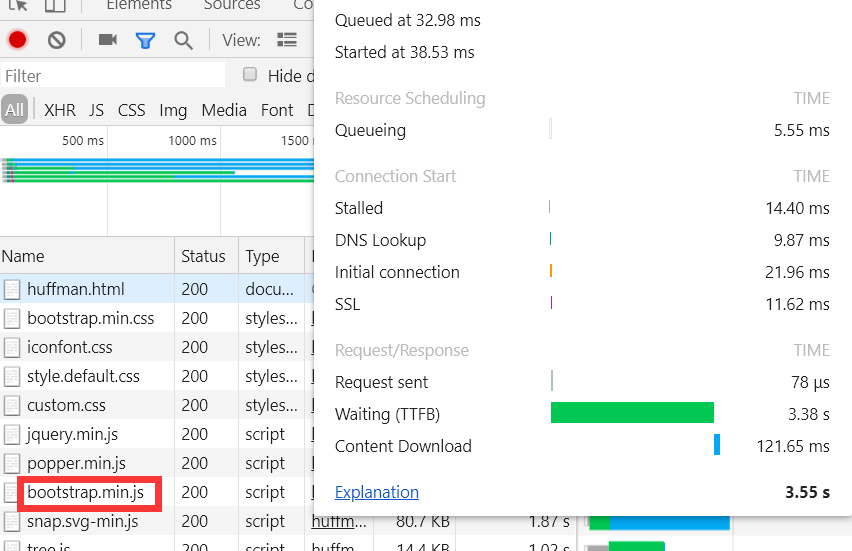 Elements Sources
View:
Filter Hide
All XHR JS CSS Img Media Font
500 ms 1000 ms
Name Status Type
huffman.html 200 docu...
bootstrap.min.css 200 styles...
iconfont.css 200 styles...
style.default.css 200 styles...
custom.css 200 styles...
jquery.min.js 200 script
popper.min.js 200 script
bootstrap.min.js 200 script
snap.svg-min.js 200 script huffm... 80.7 KB 1.87 s
tree.js 200 script huffm... 14.4 KB 1.02 s
Queued at 32.98 ms
Started at 38.53 ms
Resource Scheduling TIME
Queueing 5.55 ms
Connection Start TIME
Stalled 14.40 ms
DNS Lookup 9.87 ms
Initial connection 21.96 ms
SSL 11.62 ms
Request/Response TIME
Request sent 78 μs
Waiting (TTFB) 3.38 s
Content Download 121.65 ms
Explanation 3.55 s